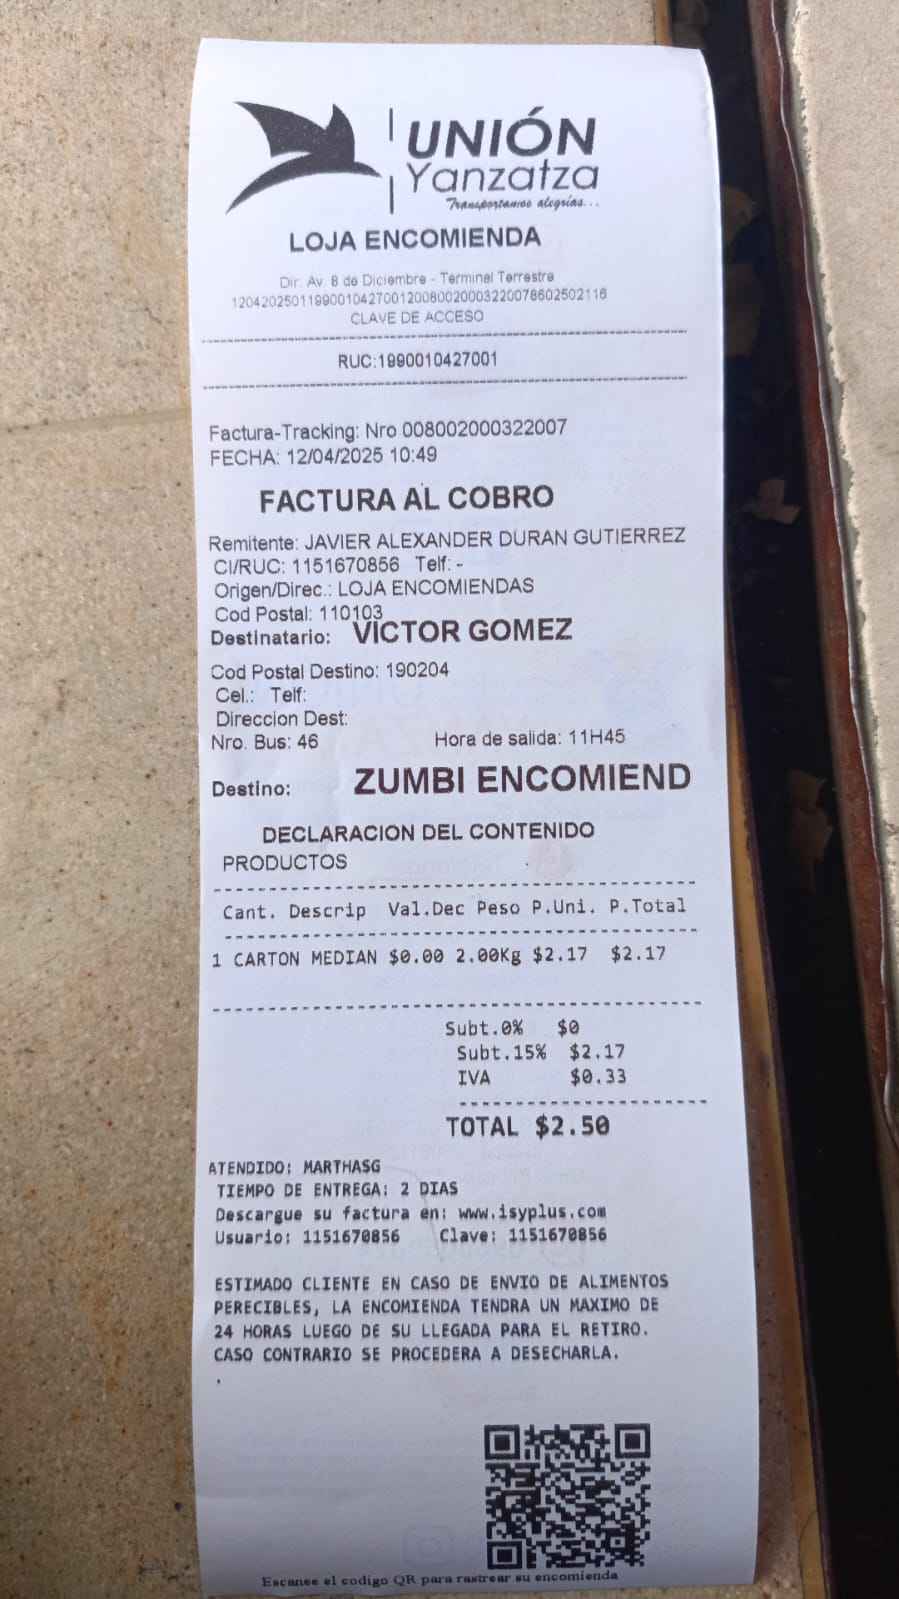 UNIÓN
Yanzatza
Transportamos alegrías...
LOJA ENCOMIENDA
Dir: Av. 8 de Diciembre - Terminal Terrestre
1204202501199001042700120080020003220078602502116
CLAVE DE ACCESO
RUC:1990010427001
Factura-Tracking: Nro 008002000322007
FECHA: 12/04/2025 10:49
FACTURA AL COBRO
Remitente: JAVIER ALEXANDER DURAN GUTIERREZ
CI/RUC: 1151670856 Telf: -
Origen/Direc.: LOJA ENCOMIENDAS
Cod Postal: 110103
Destinatario: VICTOR GOMEZ
Cod Postal Destino: 190204
Cel.: Telf:
Direccion Dest:
Nro. Bus: 46 Hora de salida: 11H45
Destino: ZUMBI ENCOMIEND
DECLARACION DEL CONTENIDO
PRODUCTOS
Cant. Descrip Val.Dec Peso P.Uni. P.Total
1 CARTON MEDIAN $0.00 2.00Kg $2.17 $2.17
Subt.0% $0
Subt.15% $2.17
IVA $0.33
TOTAL $2.50
ATENDIDO: MARTHASG
TIEMPO DE ENTREGA: 2 DIAS
Descargue su factura en: www.isyplus.com
Usuario: 1151670856 Clave: 1151670856
ESTIMADO CLIENTE EN CASO DE ENVIO DE ALIMENTOS
PERECIBLES, LA ENCOMIENDA TENDRA UN MAXIMO DE
24 HORAS LUEGO DE SU LLEGADA PARA EL RETIRO.
CASO CONTRARIO SE PROCEDERA A DESECHARLA.
.
Escanee el codigo QR para rastrear su encomienda